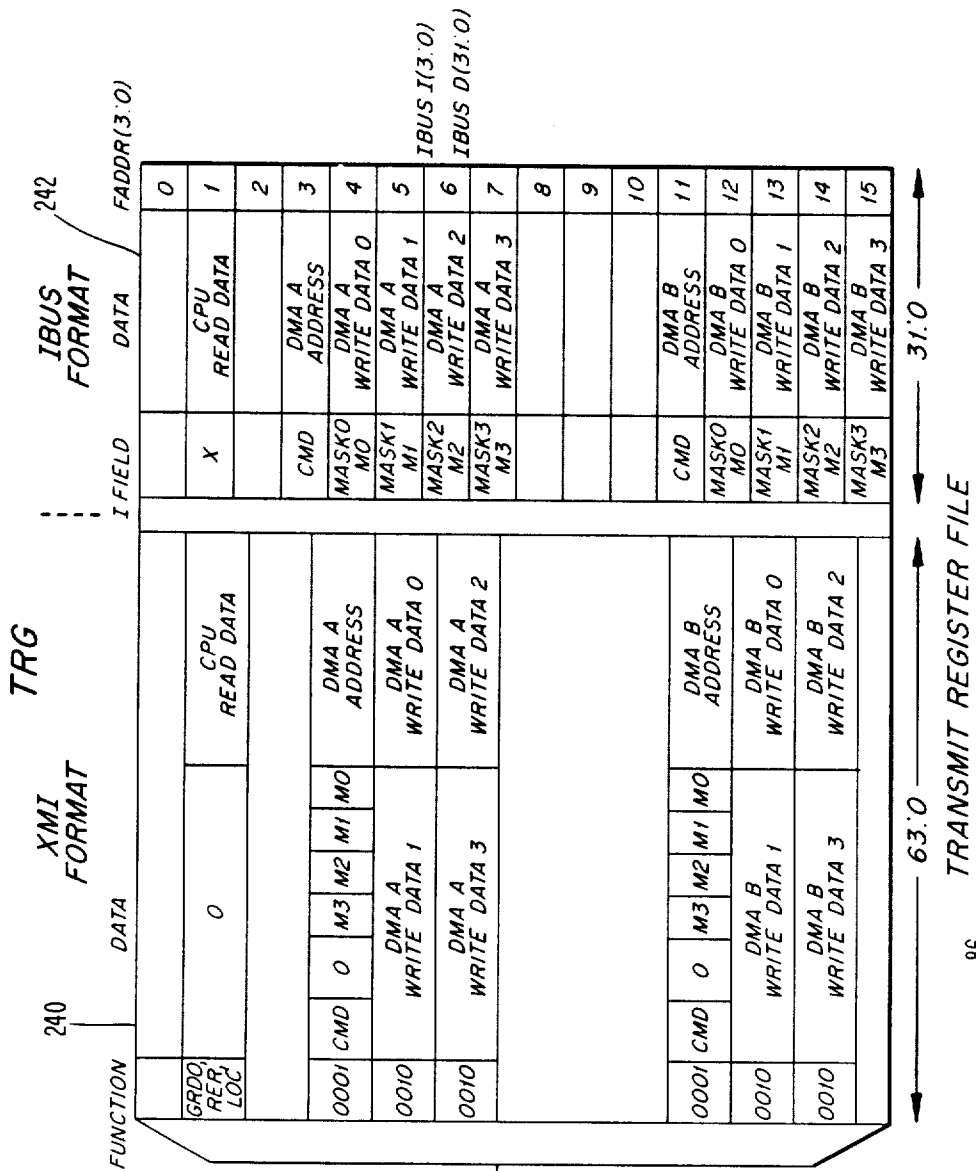 TRG
XMI
FORMAT
IBUS
FORMAT
240
242
FUNCTION
DATA
I FIELD
DATA
FADDR(3:0)
0
GRD0,
RER,
LOC
0
CPU
READ DATA
X
CPU
READ DATA
1
2
0001
CMD
0
M3
M2
M1
M0
DMA A
ADDRESS
CMD
DMA A
ADDRESS
3
0010
DMA A
WRITE DATA 1
DMA A
WRITE DATA 0
MASK0
M0
DMA A
WRITE DATA 0
4
0010
DMA A
WRITE DATA 3
DMA A
WRITE DATA 2
MASK1
M1
DMA A
WRITE DATA 1
5
IBUS I(3:0)
MASK2
M2
DMA A
WRITE DATA 2
6
IBUS D(31:0)
MASK3
M3
DMA A
WRITE DATA 3
7
8
9
10
0001
CMD
0
M3
M2
M1
M0
DMA B
ADDRESS
CMD
DMA B
ADDRESS
11
0010
DMA B
WRITE DATA 1
DMA B
WRITE DATA 0
MASK0
M0
DMA B
WRITE DATA 0
12
0010
DMA B
WRITE DATA 3
DMA B
WRITE DATA 2
MASK1
M1
DMA B
WRITE DATA 1
13
MASK2
M2
DMA B
WRITE DATA 2
14
MASK3
M3
DMA B
WRITE DATA 3
15
63:0
31:0
TRANSMIT REGISTER FILE